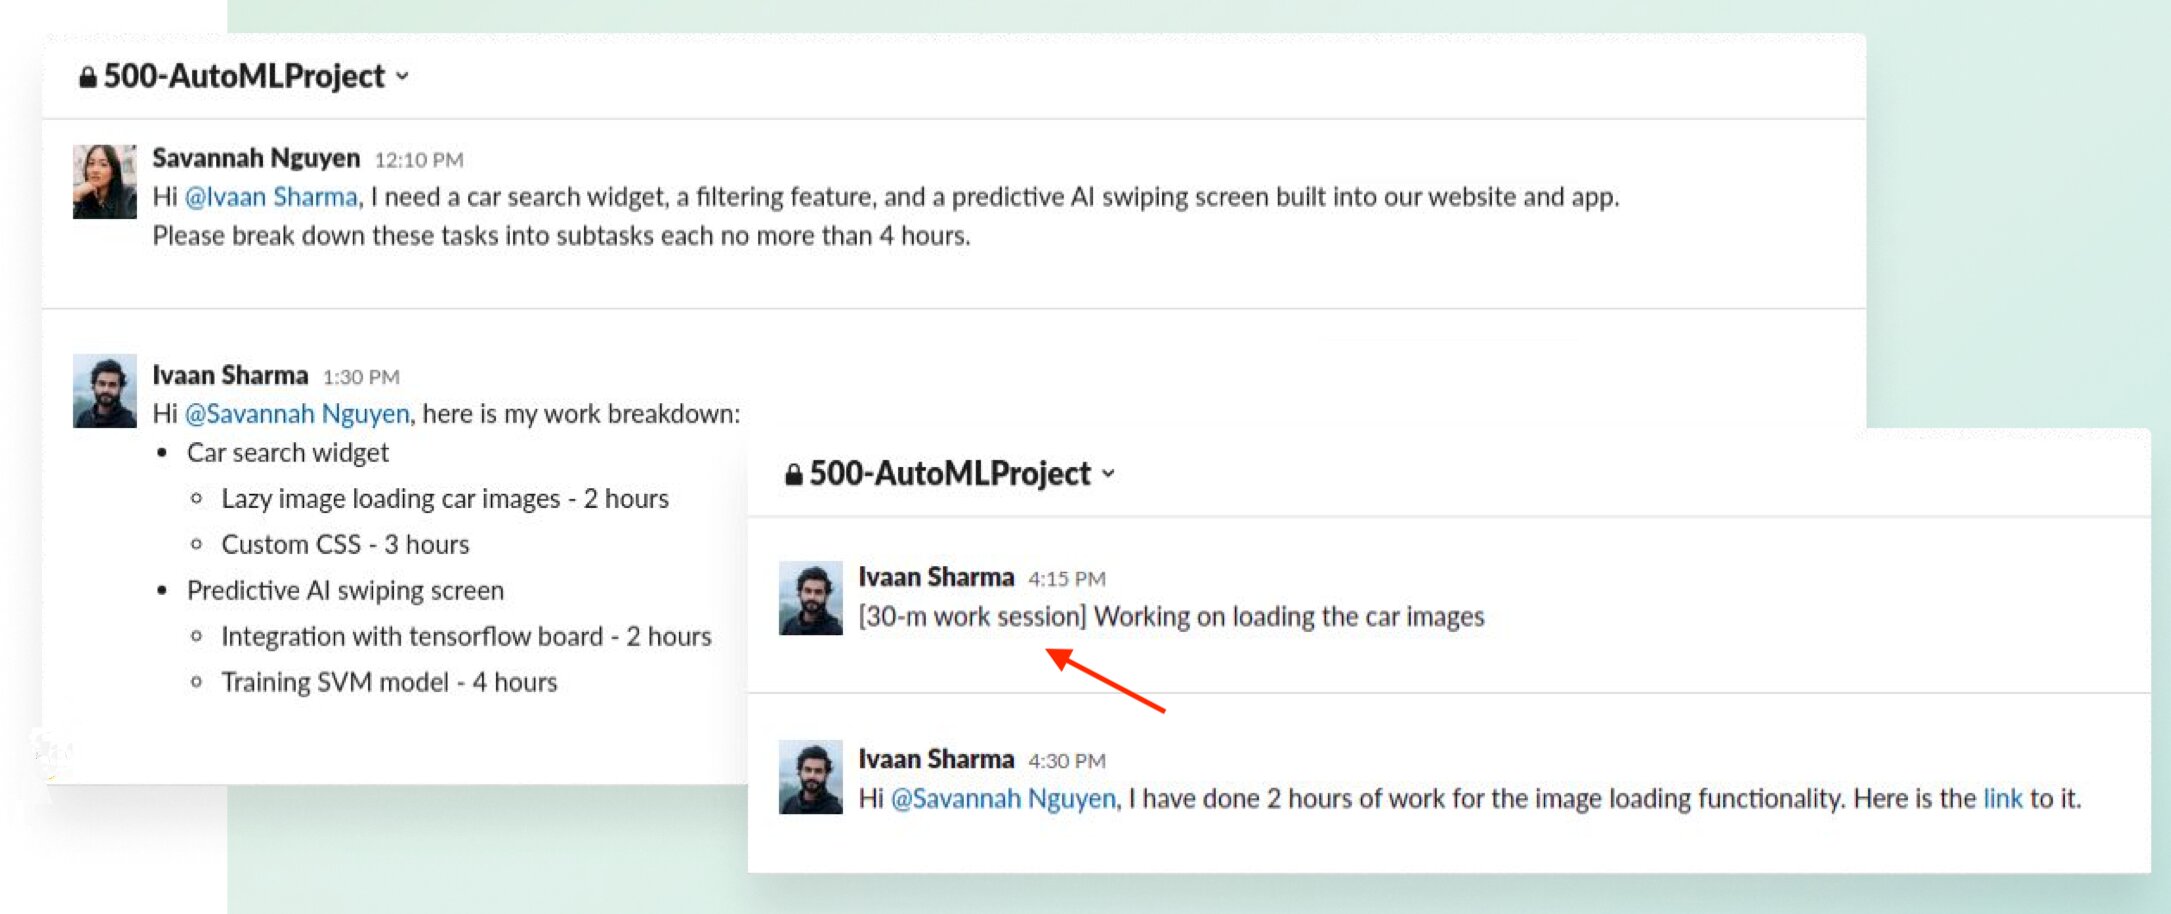 500-AutoMLProject
Savannah Nguyen 12:10 PM
Hi @Ivaan Sharma, I need a car search widget, a filtering feature, and a predictive AI swiping screen built into our website and app.
Please break down these tasks into subtasks each no more than 4 hours.
Ivaan Sharma 1:30 PM
Hi @Savannah Nguyen, here is my work breakdown:
• Car search widget
◦ Lazy image loading car images - 2 hours
◦ Custom CSS - 3 hours
• Predictive AI swiping screen
◦ Integration with tensorflow board - 2 hours
◦ Training SVM model - 4 hours
500-AutoMLProject
Ivaan Sharma 4:15 PM
[30-m work session] Working on loading the car images
Ivaan Sharma 4:30 PM
Hi @Savannah Nguyen, I have done 2 hours of work for the image loading functionality. Here is the link to it.